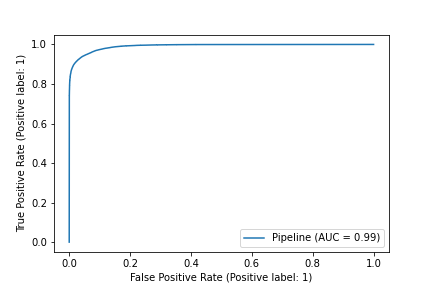 True Positive Rate (Positive label: 1)
1.0
0.8
0.6
0.4
0.2
0.0
Pipeline (AUC = 0.99)
0.0 0.2 0.4 0.6 0.8 1.0
False Positive Rate (Positive label: 1)